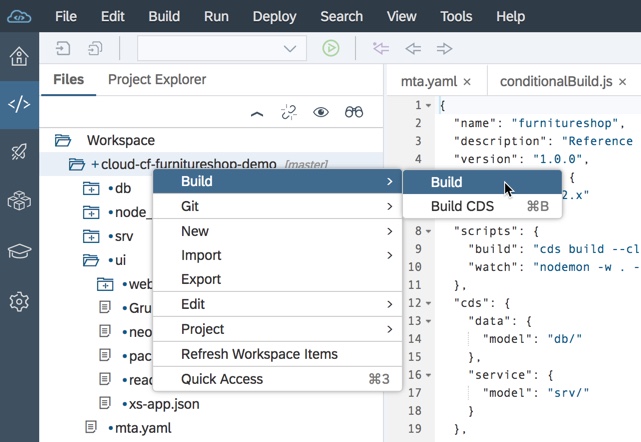 File Edit Build Run Deploy Search View Tools Help
Files Project Explorer
mta.yaml × conditionalBuild.js ×
Workspace
+cloud-cf-furnitureshop-demo [master]
db
node_
srv
ui
web
Gru
neo
pac
read
xs-app.json
mta.yaml
Build >
Git >
New >
Import >
Export
Edit >
Project >
Refresh Workspace Items
Quick Access ⌘3
Build
Build CDS ⌘B
1 {
2 "name": "furnitureshop",
3 "description": "Reference
4 "version": "1.0.0",
{
2.x"
8 "scripts": {
9 "build": "cds build --cl
10 "watch": "nodemon -w . -
11 },
12 "cds": {
13 "data": {
14 "model": "db/"
15 },
16 "service": {
17 "model": "srv/"
18 }
19 },